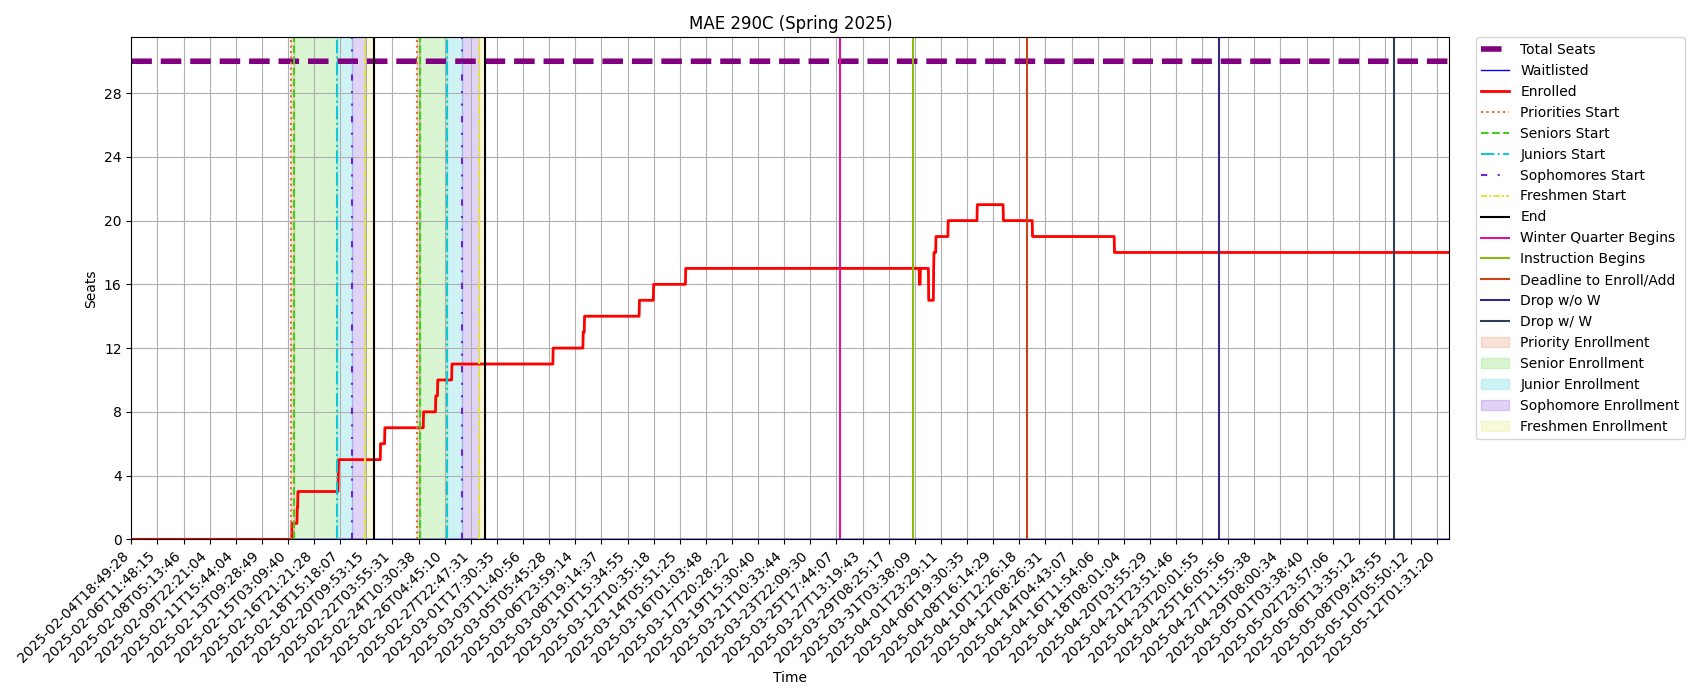 MAE 290C (Spring 2025)
Seats
28
24
20
16
12
8
4
0
2025-02-04T18:49:28
2025-02-06T11:48:15
2025-02-08T05:13:46
2025-02-09T22:21:04
2025-02-11T15:44:04
2025-02-13T09:28:49
2025-02-15T03:09:40
2025-02-16T21:21:28
2025-02-18T15:18:07
2025-02-20T09:53:15
2025-02-22T03:55:31
2025-02-24T10:30:38
2025-02-26T04:45:10
2025-02-27T22:47:31
2025-03-01T17:30:35
2025-03-03T11:40:56
2025-03-05T05:45:28
2025-03-06T23:59:14
2025-03-08T19:14:37
2025-03-10T15:34:55
2025-03-12T10:35:18
2025-03-14T05:51:25
2025-03-16T01:03:48
2025-03-17T20:28:22
2025-03-19T15:30:40
2025-03-21T10:33:44
2025-03-23T22:09:30
2025-03-25T17:44:07
2025-03-27T13:19:43
2025-03-29T08:25:17
2025-03-31T03:38:09
2025-04-01T23:29:11
2025-04-06T19:30:35
2025-04-08T16:14:29
2025-04-10T12:26:18
2025-04-12T08:26:31
2025-04-14T04:43:07
2025-04-16T11:54:06
2025-04-18T08:01:04
2025-04-20T03:55:29
2025-04-21T23:51:46
2025-04-23T20:01:55
2025-04-25T16:05:56
2025-04-27T11:55:38
2025-04-29T08:00:34
2025-05-01T03:38:40
2025-05-02T23:57:06
2025-05-06T13:35:12
2025-05-08T09:43:55
2025-05-10T05:50:12
2025-05-12T01:31:20
Time
Total Seats
Waitlisted
Enrolled
Priorities Start
Seniors Start
Juniors Start
Sophomores Start
Freshmen Start
End
Winter Quarter Begins
Instruction Begins
Deadline to Enroll/Add
Drop w/o W
Drop w/ W
Priority Enrollment
Senior Enrollment
Junior Enrollment
Sophomore Enrollment
Freshmen Enrollment